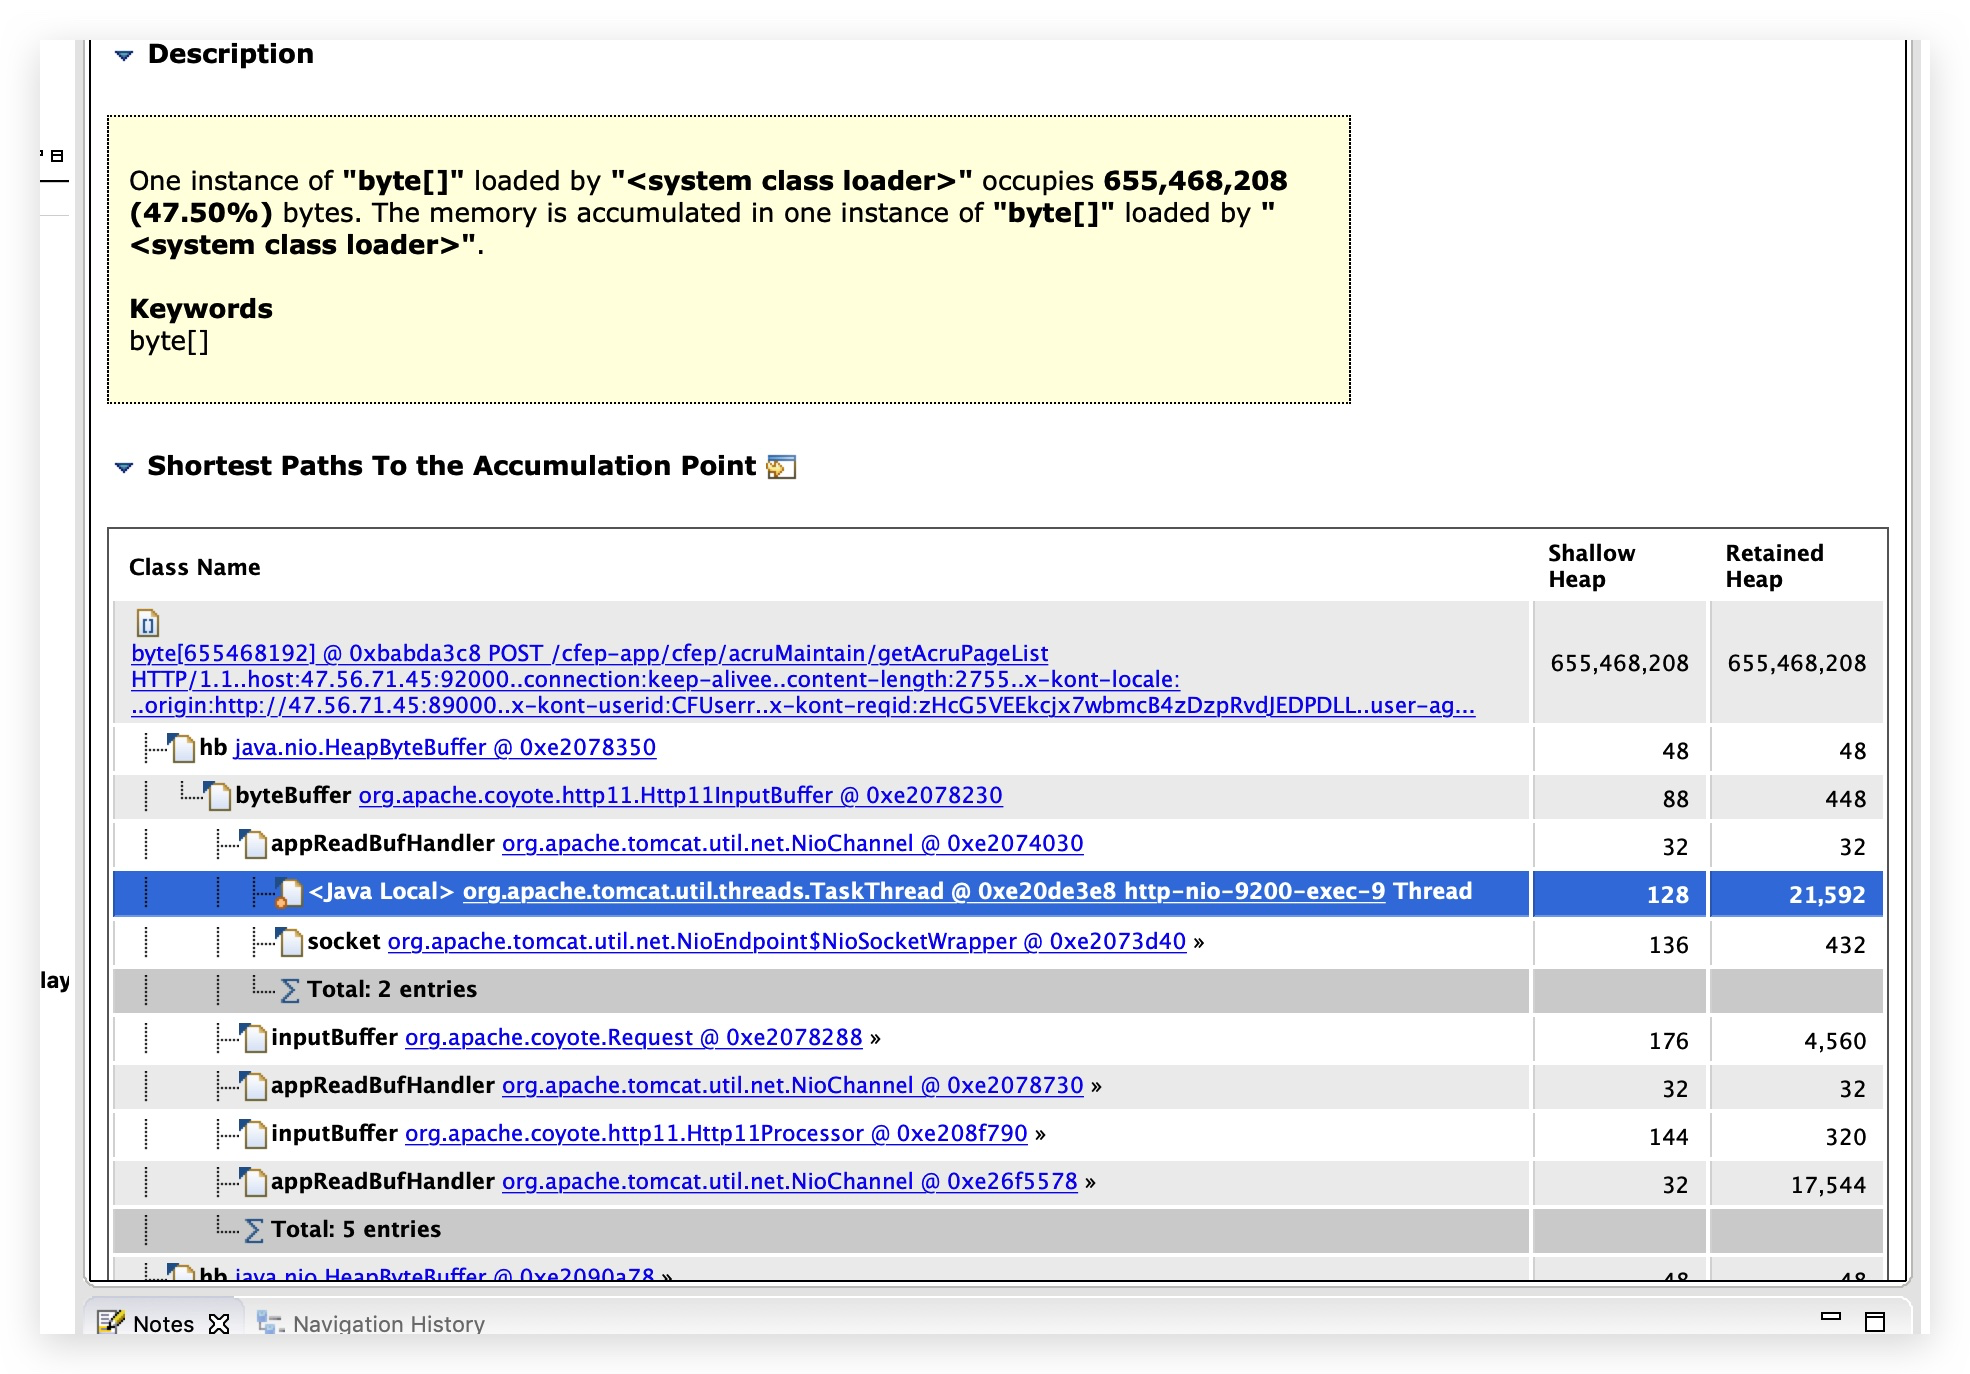 Description
One instance of "byte[]" loaded by "<system class loader>" occupies 655,468,208
(47.50%) bytes. The memory is accumulated in one instance of "byte[]" loaded by "
<system class loader>".
Keywords
byte[]
Shortest Paths To the Accumulation Point
Class Name Shallow Heap Retained Heap
byte[655468192] @ 0xbabda3c8 POST /cfep-app/cfep/acruMaintain/getAcruPageList
HTTP/1.1..host:47.56.71.45:92000..connection:keep-alivee..content-length:2755..x-kont-locale: 655,468,208 655,468,208
..origin:http://47.56.71.45:89000..x-kont-userid:CFUserr..x-kont-reqid:zHcG5VEEkcjx7wbmcB4zDzpRvdJEDPDLL..user-ag...
hb java.nio.HeapByteBuffer @ 0xe2078350 48 48
byteBuffer org.apache.coyote.http11.Http11InputBuffer @ 0xe2078230 88 448
appReadBufHandler org.apache.tomcat.util.net.NioChannel @ 0xe2074030 32 32
<Java Local> org.apache.tomcat.util.threads.TaskThread @ 0xe20de3e8 http-nio-9200-exec-9 Thread 128 21,592
socket org.apache.tomcat.util.net.NioEndpoint$NioSocketWrapper @ 0xe2073d40 » 136 432
lay
Total: 2 entries
inputBuffer org.apache.coyote.Request @ 0xe2078288 » 176 4,560
appReadBufHandler org.apache.tomcat.util.net.NioChannel @ 0xe2078730 » 32 32
inputBuffer org.apache.coyote.http11.Http11Processor @ 0xe208f790 » 144 320
appReadBufHandler org.apache.tomcat.util.net.NioChannel @ 0xe26f5578 » 32 17,544
Total: 5 entries
hb java.nio.HeapByteBuffer @ 0xe2090a78 » 48 48
Notes Navigation History